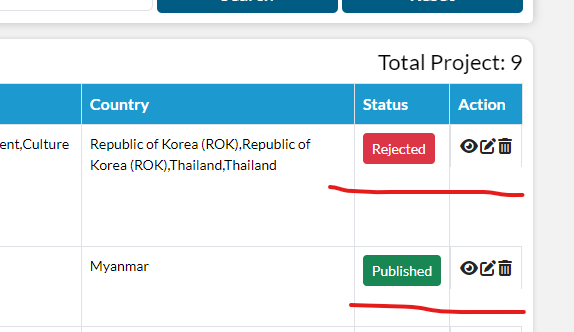 Total Project: 9
Country Status Action
ent,Culture Republic of Korea (ROK),Republic of Rejected
Korea (ROK),Thailand,Thailand
Myanmar Published